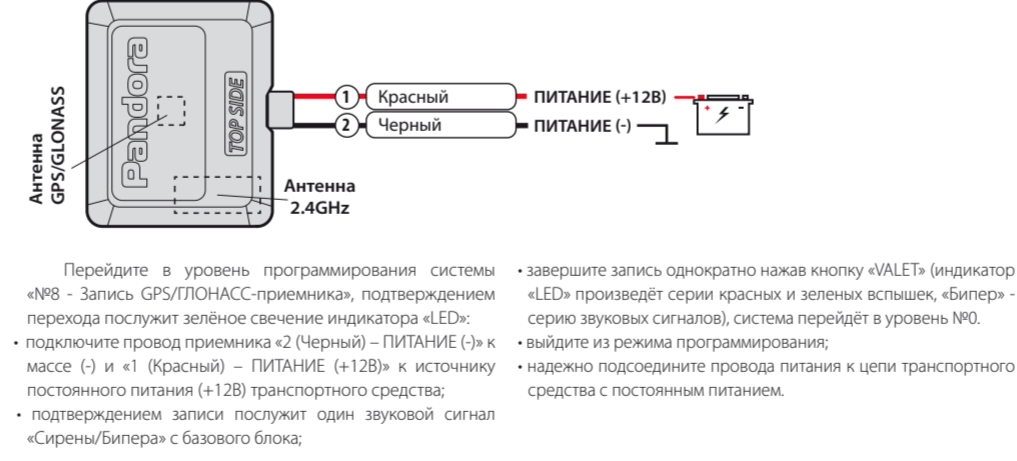 Pandora
TOP SIDE
Антенна
GPS/GLONASS
Антенна
2.4GHz
1 Красный ПИТАНИЕ (+12В)
2 Черный ПИТАНИЕ (-)
Перейдите в уровень программирования системы
«№8 - Запись GPS/ГЛОНАСС-приемника», подтверждением
перехода послужит зелёное свечение индикатора «LED»:
• подключите провод приемника «2 (Черный) – ПИТАНИЕ (-)» к
массе (-) и «1 (Красный) – ПИТАНИЕ (+12В)» к источнику
постоянного питания (+12В) транспортного средства;
• подтверждением записи послужит один звуковой сигнал
«Сирены/Бипера» с базового блока;
• завершите запись однократно нажав кнопку «VALET» (индикатор
«LED» произведёт серии красных и зеленых вспышек, «Бипер» -
серию звуковых сигналов), система перейдёт в уровень №0.
• выйдите из режима программирования;
• надежно подсоедините провода питания к цепи транспортного
средства с постоянным питанием.